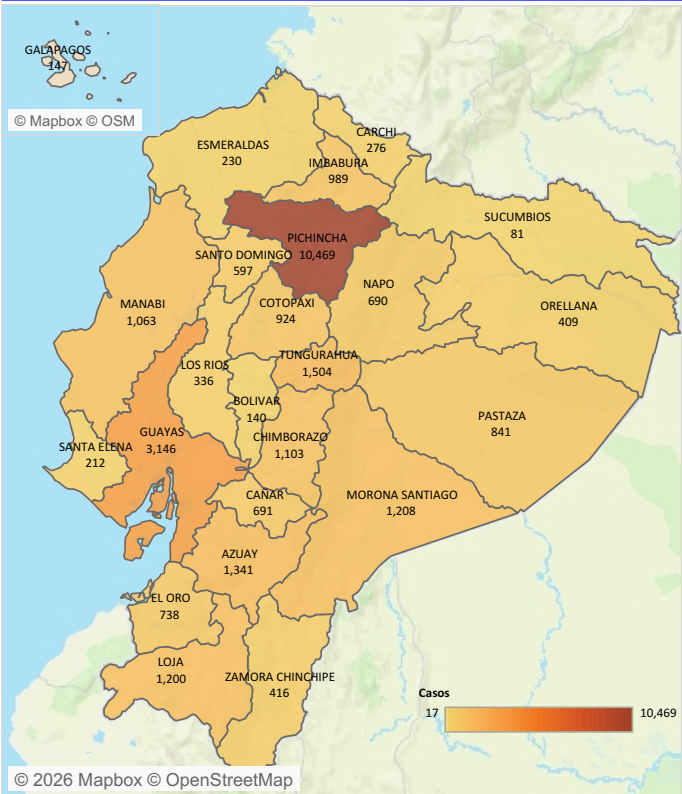 GALAPAGOS
147
© Mapbox © OSM
ESMERALDAS
230
CARCHI
276
IMBABURA
989
SUCUMBIOS
81
PICHINCHA
10,469
SANTO DOMINGO
597
NAPO
690
ORELLANA
409
MANABI
1,063
COTOPAXI
924
TUNGURAHUA
1,504
LOS RIOS
336
BOLIVAR
140
PASTAZA
841
GUAYAS
3,146
CHIMBORAZO
1,103
SANTA ELENA
212
CAÑAR
691
MORONA SANTIAGO
1,208
AZUAY
1,341
EL ORO
738
LOJA
1,200
ZAMORA CHINCHIPE
416
Casos
17 10,469
© 2026 Mapbox © OpenStreetMap